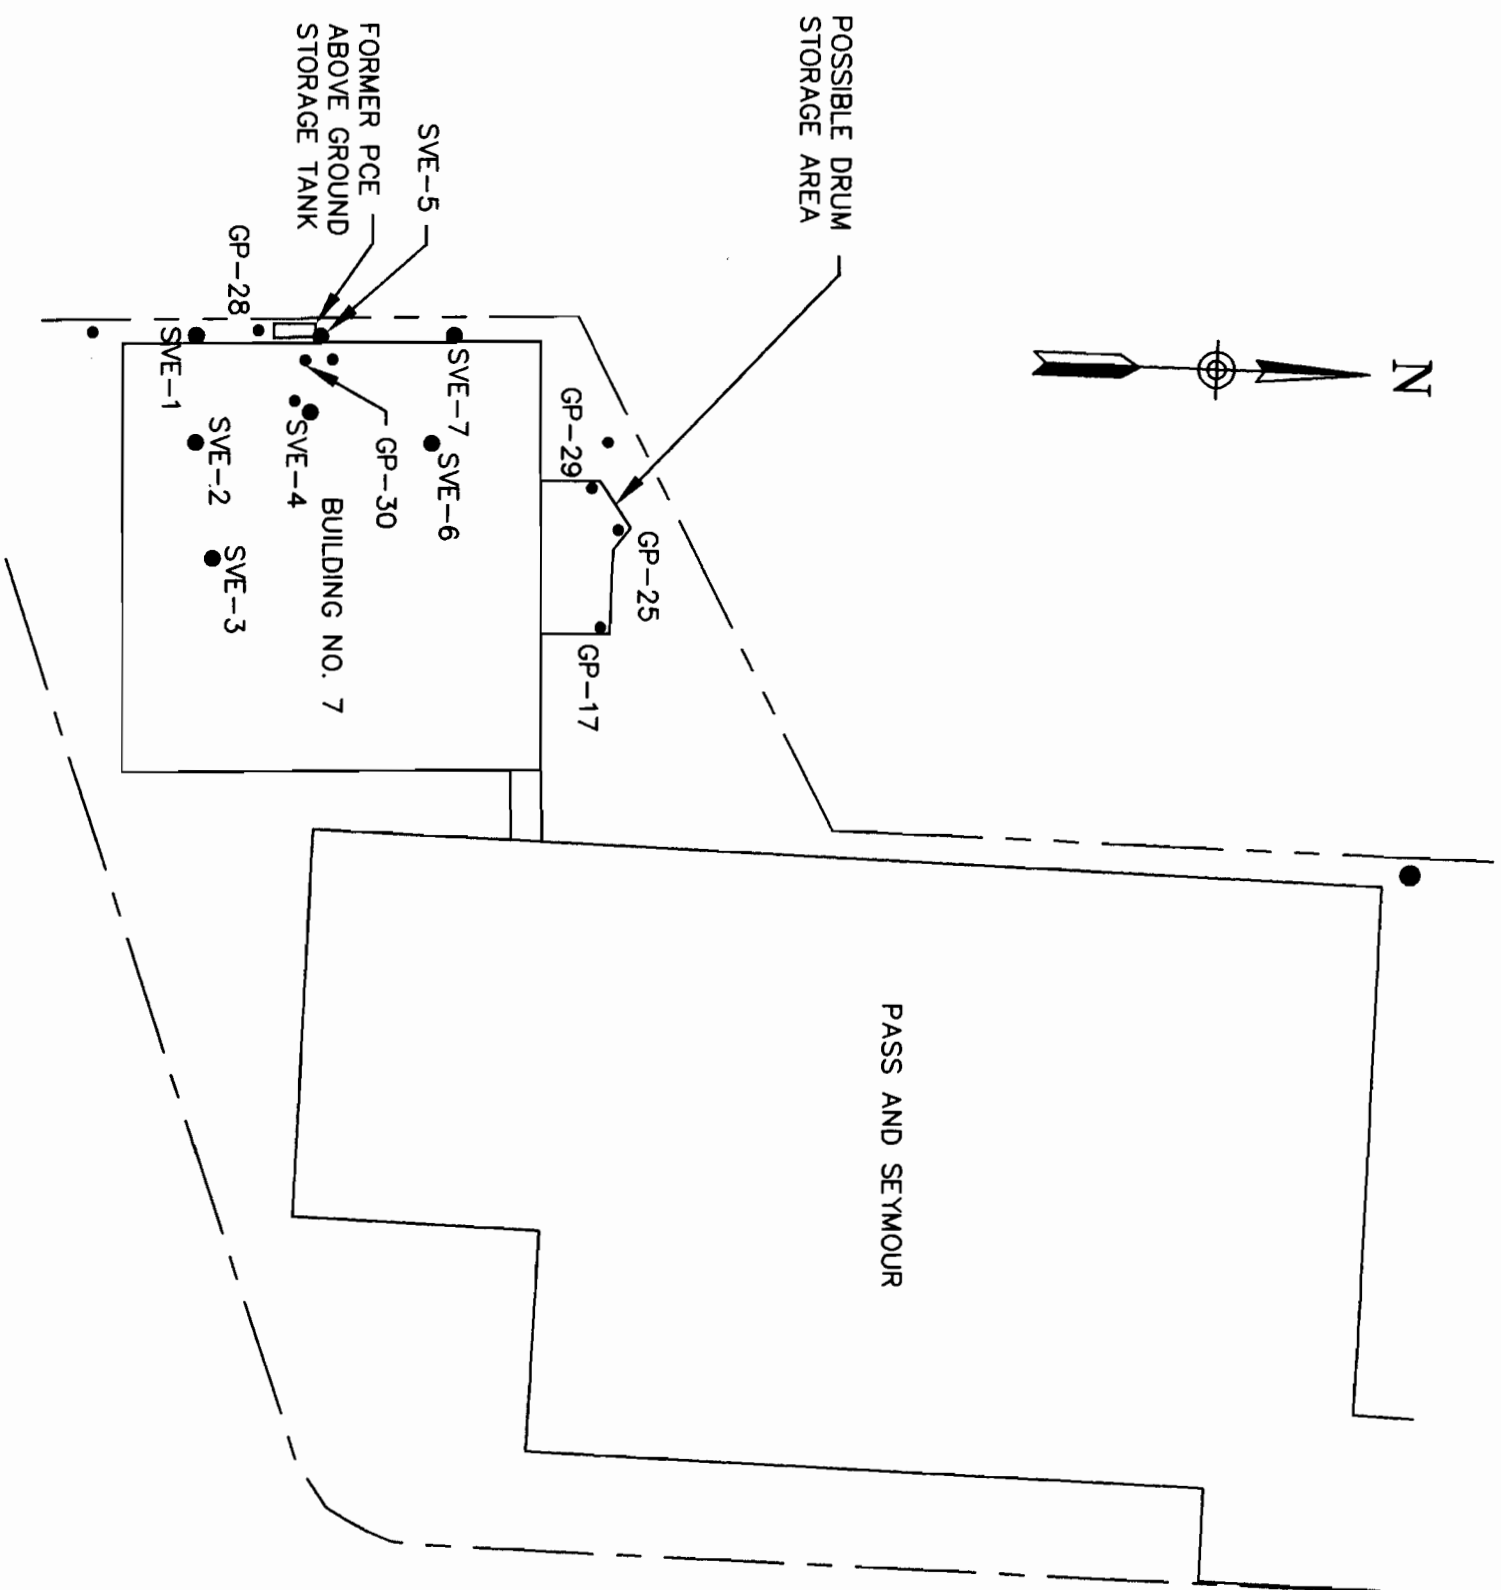 N
POSSIBLE DRUM
STORAGE AREA
SVE-5
FORMER PCE
ABOVE GROUND
STORAGE TANK
GP-28
SVE-1
SVE-2
SVE-3
SVE-4
GP-30
SVE-7
SVE-6
BUILDING NO. 7
GP-29
GP-25
GP-17
PASS AND SEYMOUR